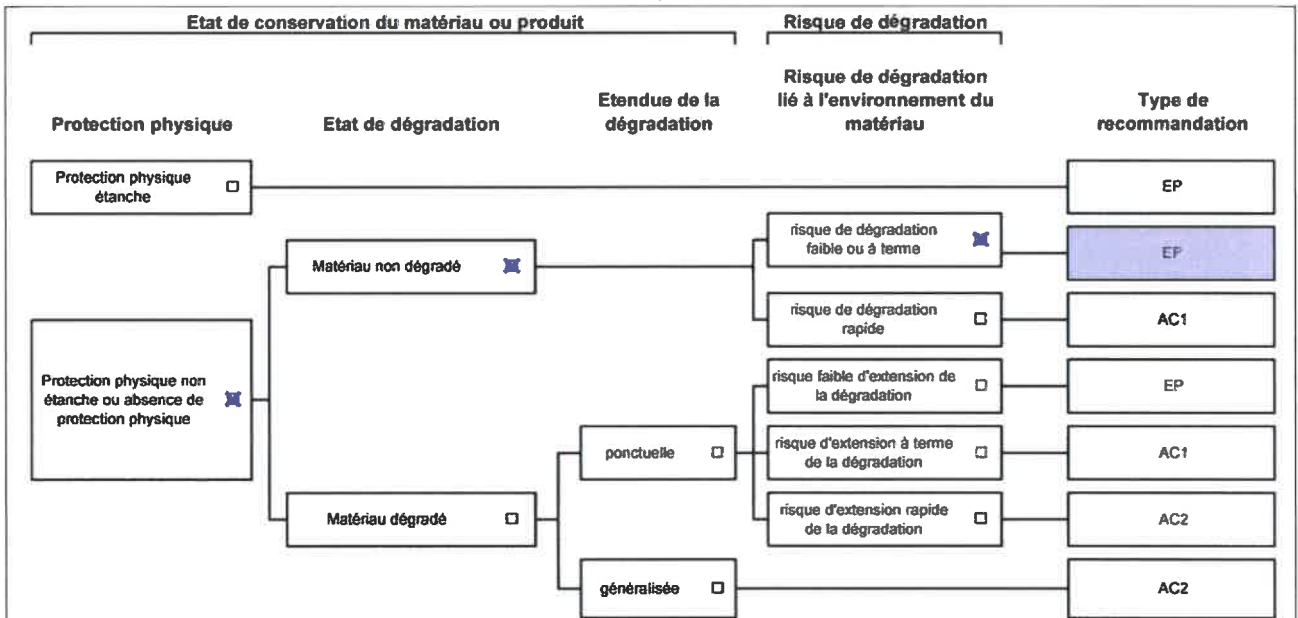 Etat de conservation du matériau ou produit
Risque de dégradation
Protection physique
Etat de dégradation
Etendue de la
dégradation
Risque de dégradation
lié à l'environnement du
matériau
Type de
recommandation
Protection physique
étanche
EP
Matériau non dégradé
risque de dégradation
faible ou à terme
EP
risque de dégradation
rapide
AC1
Protection physique non
étanche ou absence de
protection physique
risque faible d'extension de
la dégradation
EP
ponctuelle
risque d'extension à terme
de la dégradation
AC1
Matériau dégradé
risque d'extension rapide
de la dégradation
AC2
généralisée
AC2